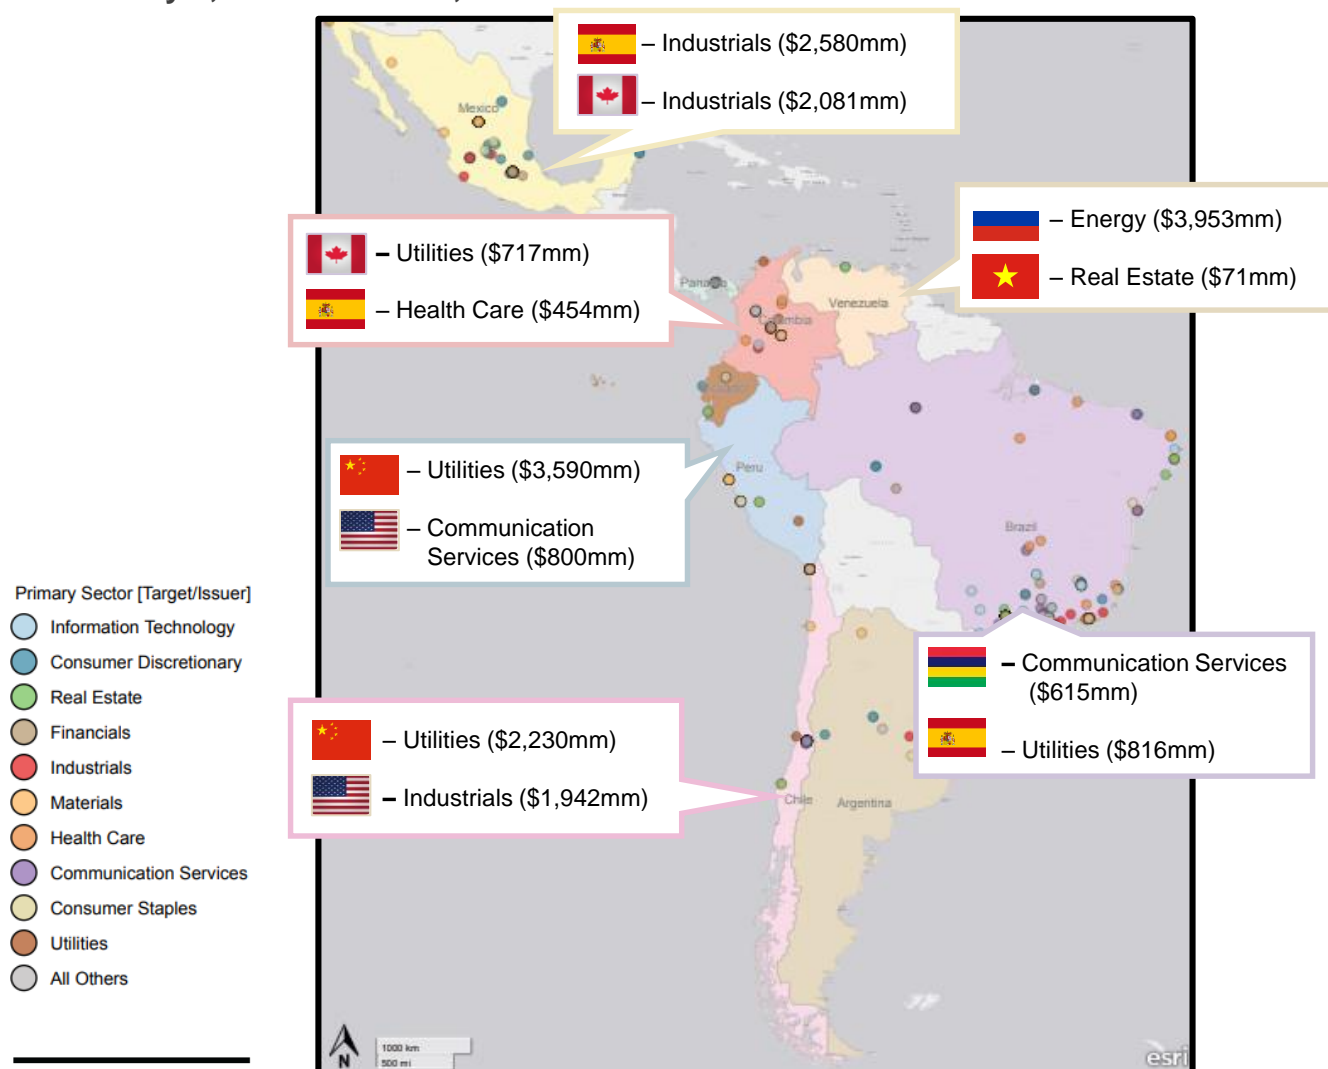 – Industrials ($2,580mm)
– Industrials ($2,081mm)
Mexico
– Energy ($3,953mm)
– Real Estate ($71mm)
– Utilities ($717mm)
– Health Care ($454mm)
Panama
Venezuela
Colombia
– Utilities ($3,590mm)
– Communication
Services ($800mm)
Peru
Brazil
Primary Sector [Target/Issuer]
Information Technology
Consumer Discretionary
Real Estate
Financials
Industrials
Materials
Health Care
Communication Services
Consumer Staples
Utilities
All Others
– Communication Services
($615mm)
– Utilities ($816mm)
– Utilities ($2,230mm)
– Industrials ($1,942mm)
Chile
Argentina
N
1000 km
500 mi
esri